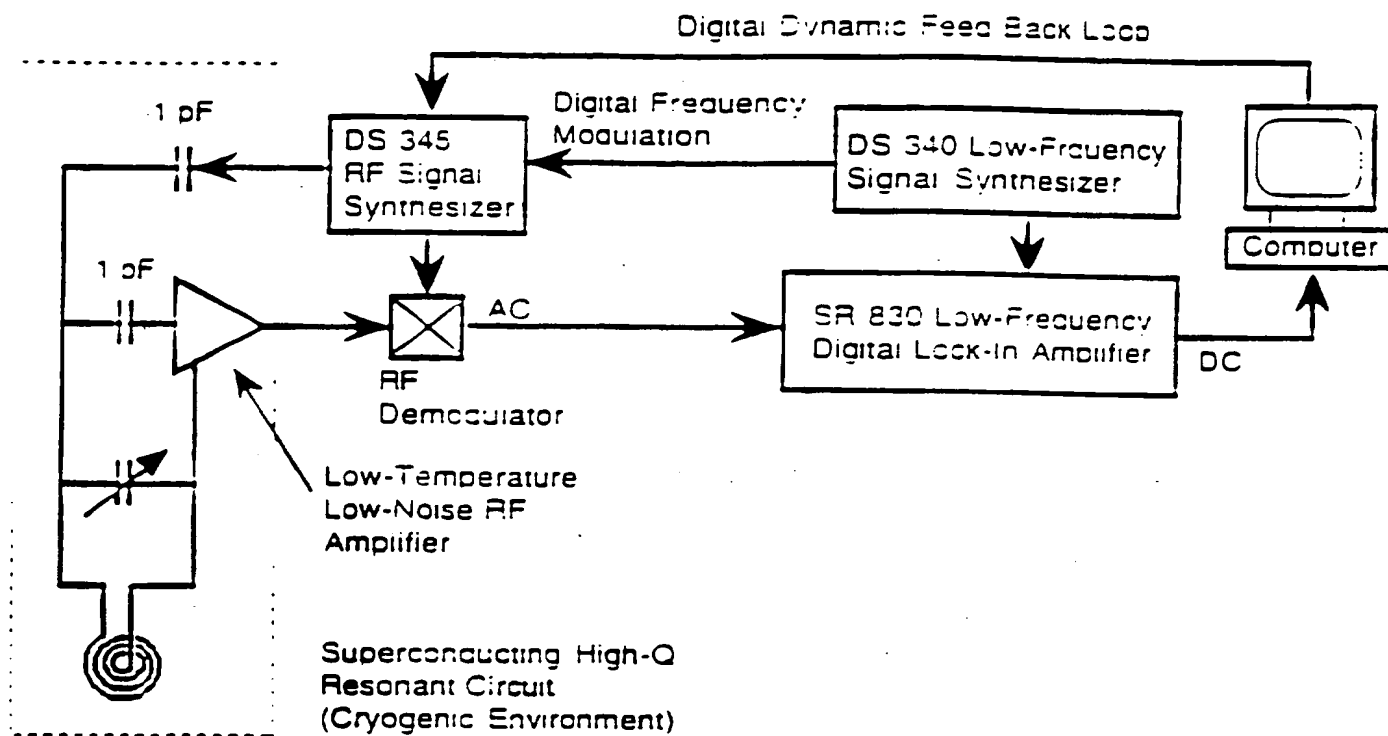 Digital Dynamic Feed Back Loop
1 pF
DS 345
RF Signal
Synthesizer
Digital Frequency
Modulation
DS 340 Low-Frquency
Signal Synthesizer
Computer
1 pF
AC
SR 830 Low-Frequency
Digital Lock-In Amplifier
DC
RF
Demodulator
Low-Temperature
Low-Noise RF
Amplifier
Superconducting High-Q
Resonant Circuit
(Cryogenic Environment)